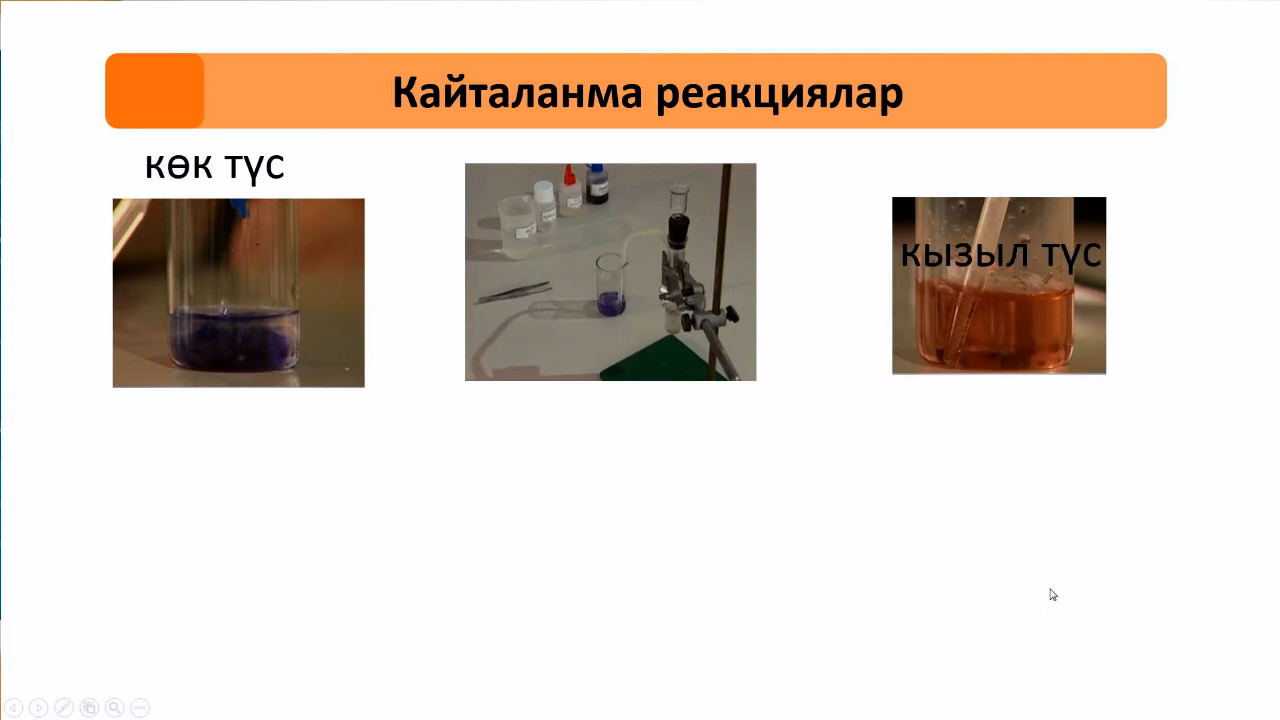 Кайталанма реакциялар
көк түс
кызыл түс